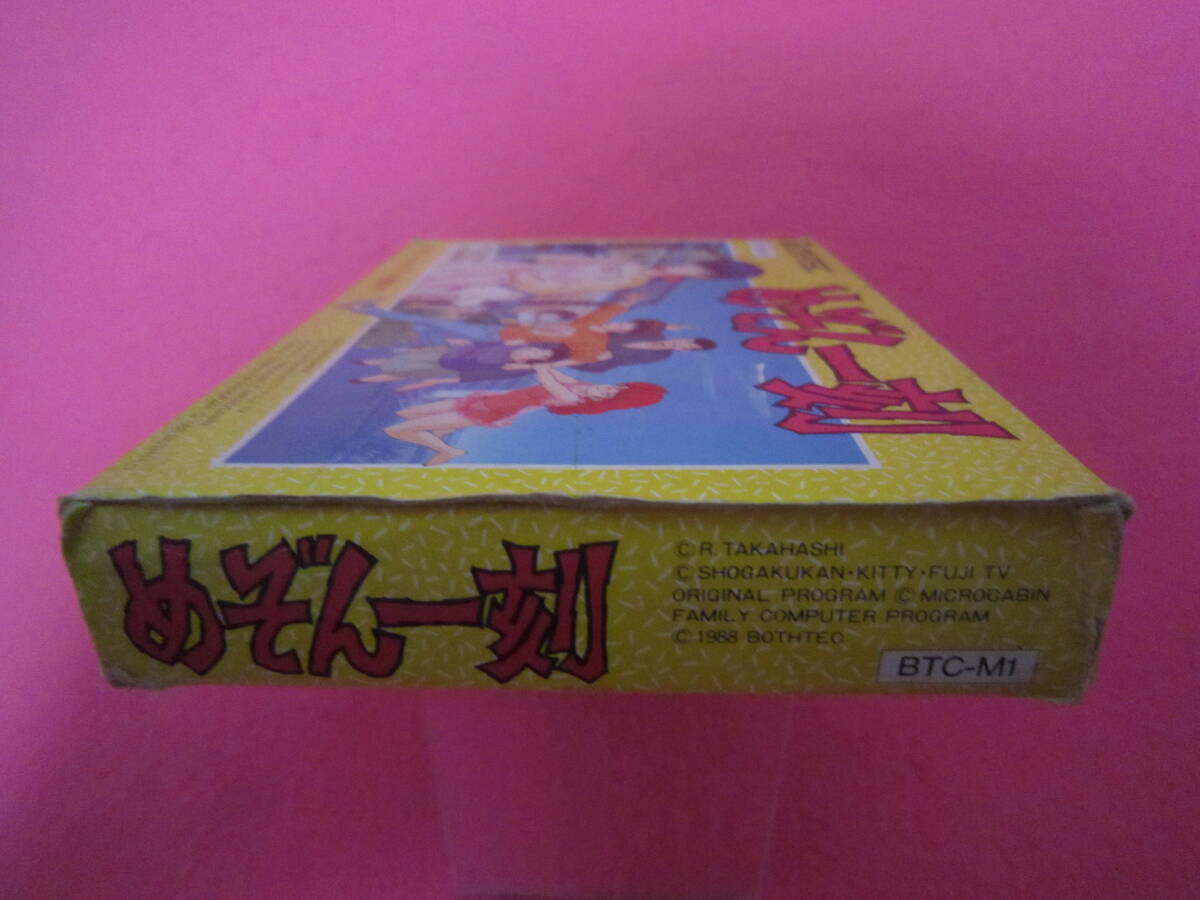 めぞん一刻
めぞん一刻
© R. TAKAHASHI
© SHOGAKUKAN・KITTY・FUJI TV
ORIGINAL PROGRAM © MICROCABIN
FAMILY COMPUTER PROGRAM
© 1988 BOTHTEC
BTC-M1